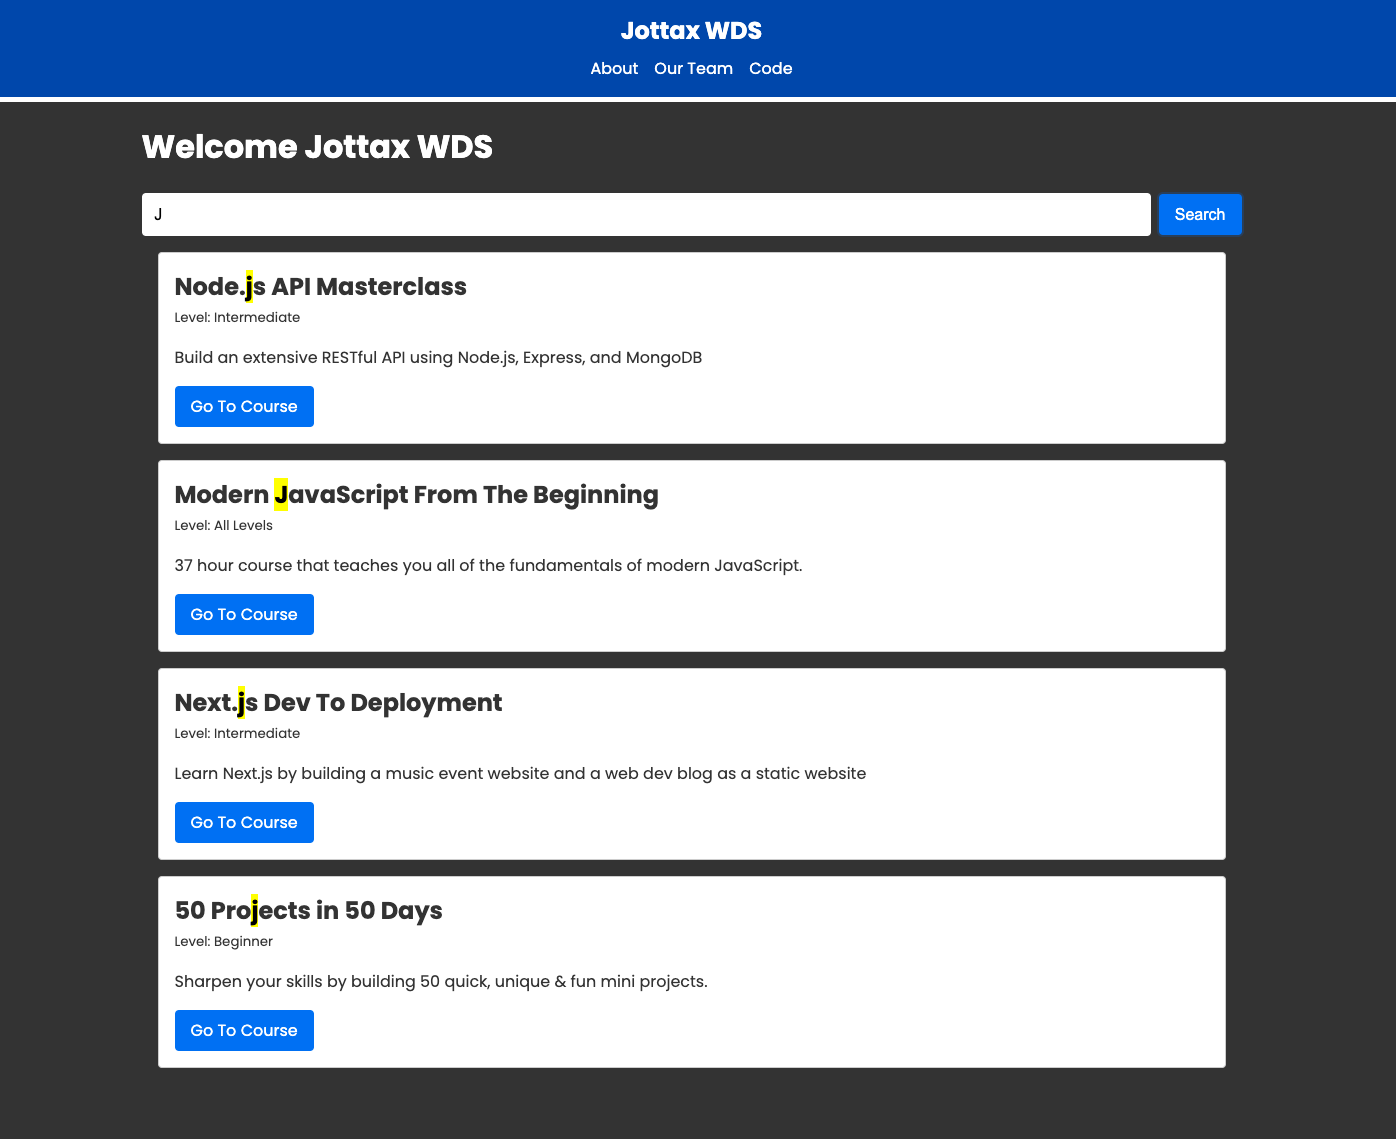 Jottax WDS
About Our Team Code
Welcome Jottax WDS
J
Search
Node.js API Masterclass
Level: Intermediate
Build an extensive RESTful API using Node.js, Express, and MongoDB
Go To Course
Modern JavaScript From The Beginning
Level: All Levels
37 hour course that teaches you all of the fundamentals of modern JavaScript.
Go To Course
Next.js Dev To Deployment
Level: Intermediate
Learn Next.js by building a music event website and a web dev blog as a static website
Go To Course
50 Projects in 50 Days
Level: Beginner
Sharpen your skills by building 50 quick, unique & fun mini projects.
Go To Course